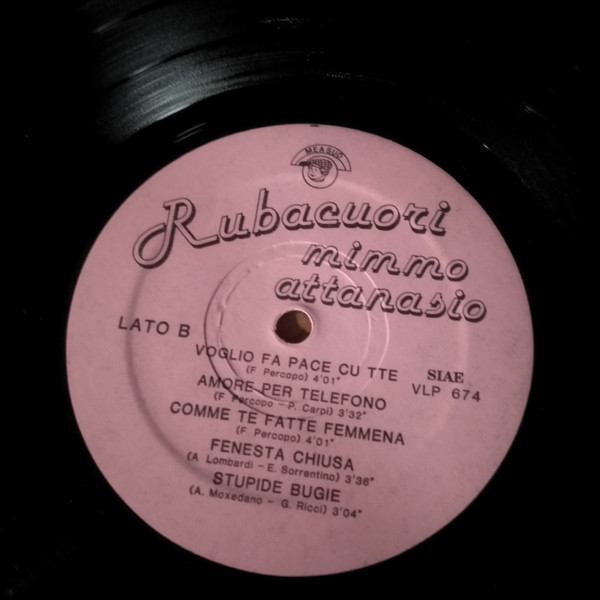 MEASUD
Rubacuori
mimmo
attanasio
LATO B
VOGLIO FA PACE CU TTE
(F. Percopo) 4'01"
SIAE
VLP 674
AMORE PER TELEFONO
(F. Percopo - P. Carpi) 3'32"
COMME TE FATTE FEMMENA
(F. Percopo) 4'01"
FENESTA CHIUSA
(A Lombardi - E. Sorrentino) 3'36"
STUPIDE BUGIE
(A. Moxedano - G. Ricci) 3'04"